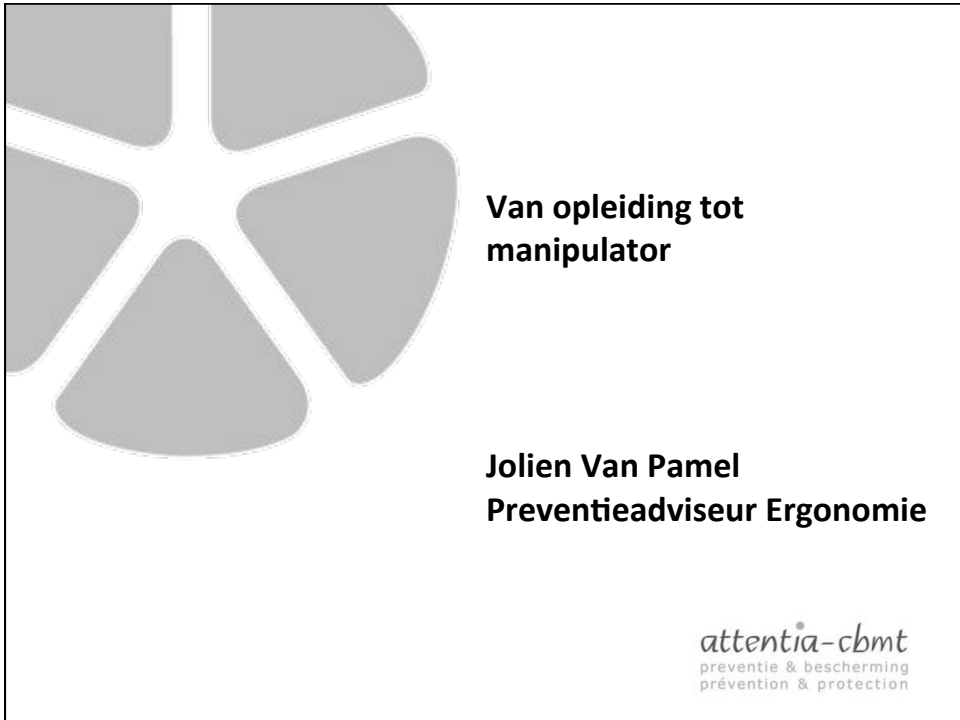 Van opleiding tot
manipulator
Jolien Van Pamel
Preventieadviseur Ergonomie
attentia-cbmt
preventie & bescherming
prévention & protection